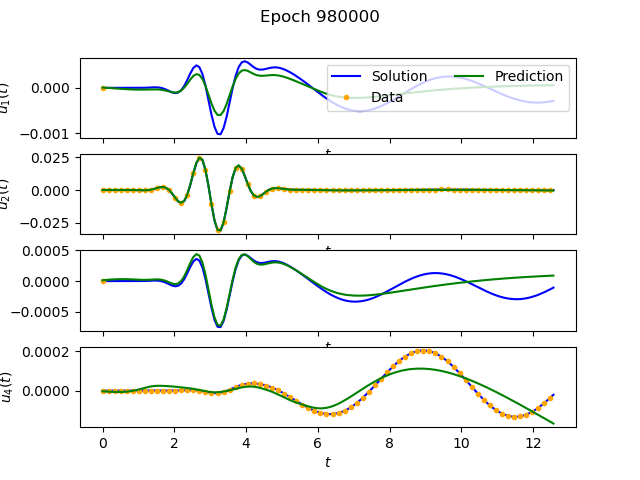 Epoch 980000
0.000
-0.001
u1(t)
Solution
Data
Prediction
0.025
0.000
−0.025
u2(t)
0.0005
0.0000
−0.0005
0.0002
0.0000
u4(t)
0 2 4 6 8 10 12
t